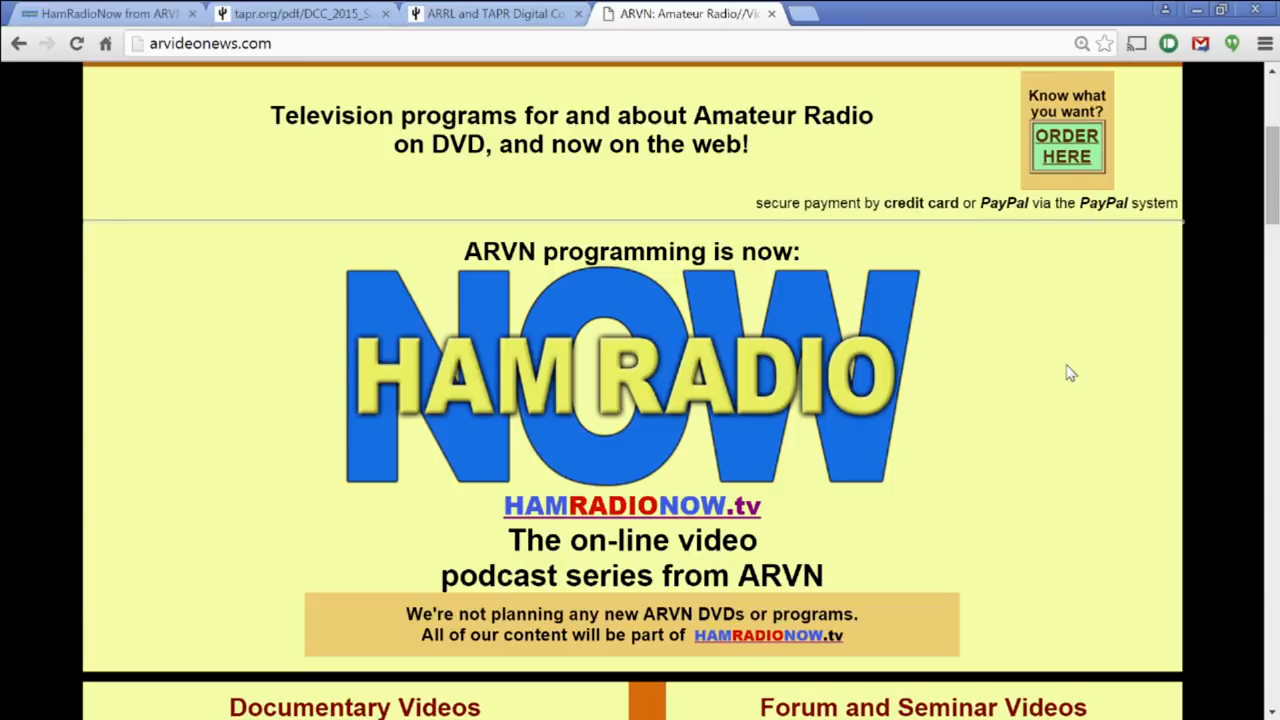 HamRadioNow from ARVN
tapr.org/pdf/DCC_2015_S
ARRL and TAPR Digital Co
ARVN: Amateur Radio//Vi
arvideonews.com
Television programs for and about Amateur Radio
on DVD, and now on the web!
Know what
you want?
ORDER
HERE
secure payment by credit card or PayPal via the PayPal system
ARVN programming is now:
NOW
HAM RADIO
HAMRADIONOW.tv
The on-line video
podcast series from ARVN
We're not planning any new ARVN DVDs or programs.
All of our content will be part of HAMRADIONOW.tv
Documentary Videos
Forum and Seminar Videos